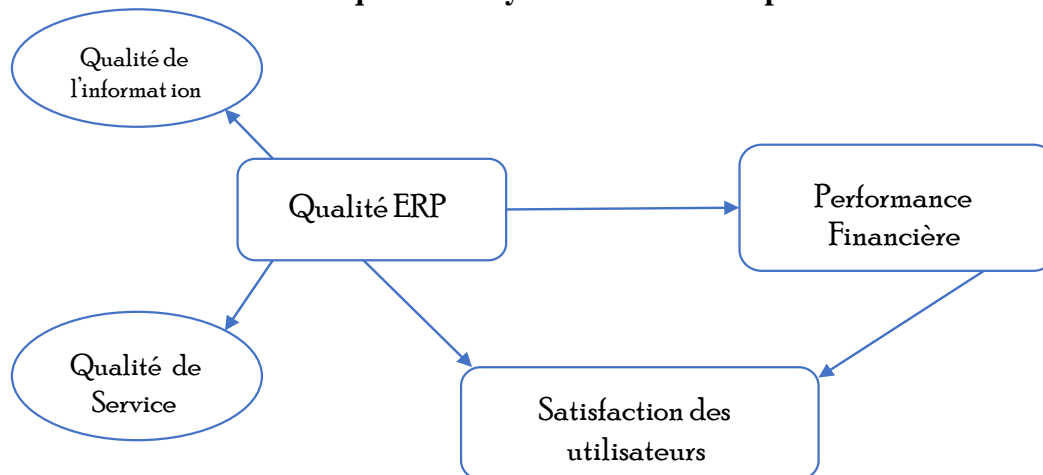 Qualité de
l'information
Qualité ERP
Performance
Financière
Qualité de
Service
Satisfaction des
utilisateurs